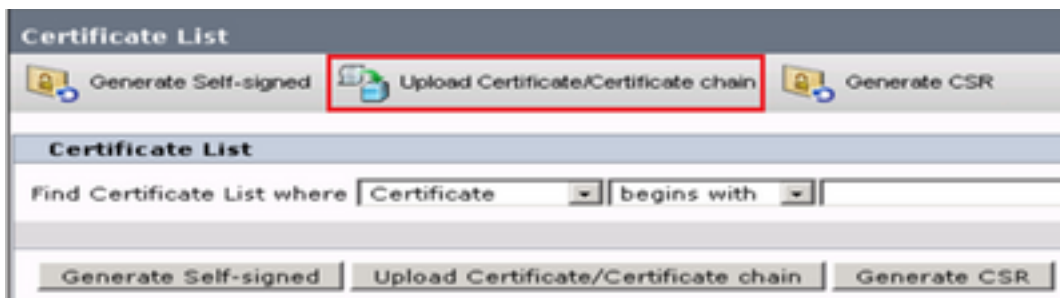 Certificate List
Generate Self-signed Upload Certificate/Certificate chain Generate CSR
Certificate List
Find Certificate List where Certificate begins with
Generate Self-signed Upload Certificate/Certificate chain Generate CSR